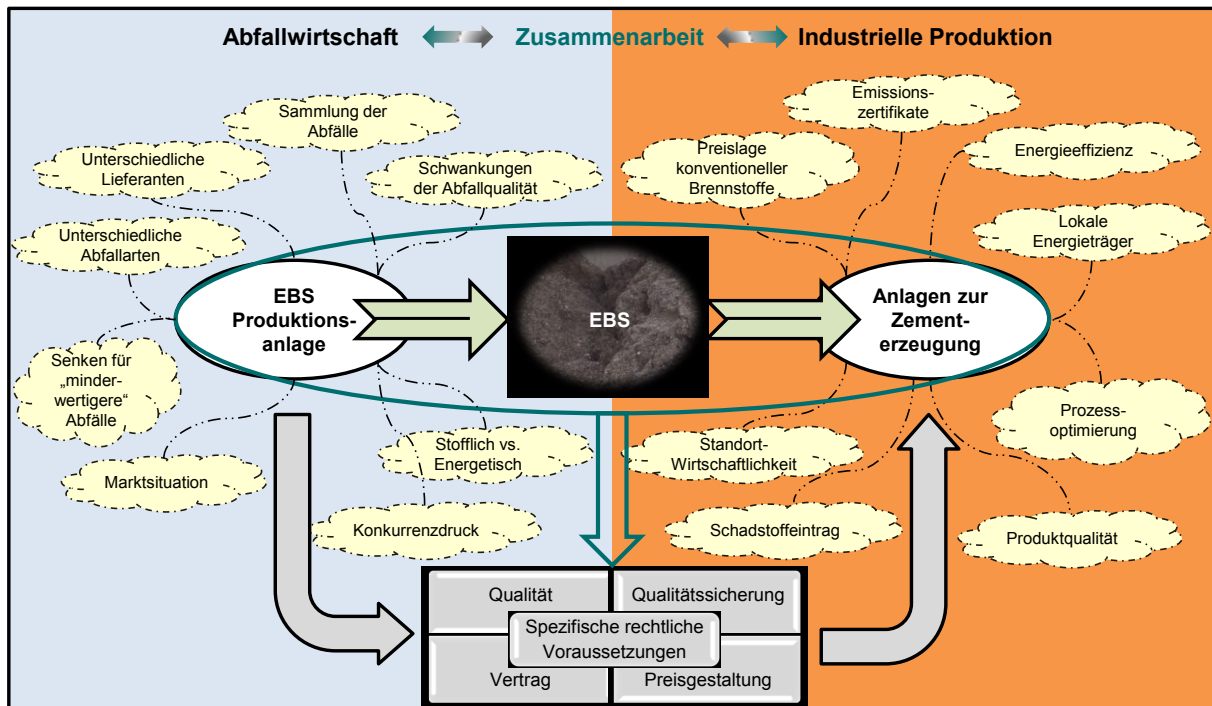 Abfallwirtschaft
Zusammenarbeit
Industrielle Produktion
Sammlung der
Abfälle
Unterschiedliche
Lieferanten
Schwankungen
der Abfallqualität
Unterschiedliche
Abfallarten
EBS
Produktions-
anlage
Senken für
„minder-
wertigere“
Abfälle
Marktsituation
Stofflich vs.
Energetisch
Konkurrenzdruck
EBS
Emissions-
zertifikate
Preislage
konventioneller
Brennstoffe
Energieeffizienz
Lokale
Energieträger
Anlagen zur
Zement-
erzeugung
Prozess-
optimierung
Standort-
Wirtschaftlichkeit
Schadstoffeintrag
Produktqualität
Qualität
Qualitätssicherung
Spezifische rechtliche
Voraussetzungen
Vertrag
Preisgestaltung